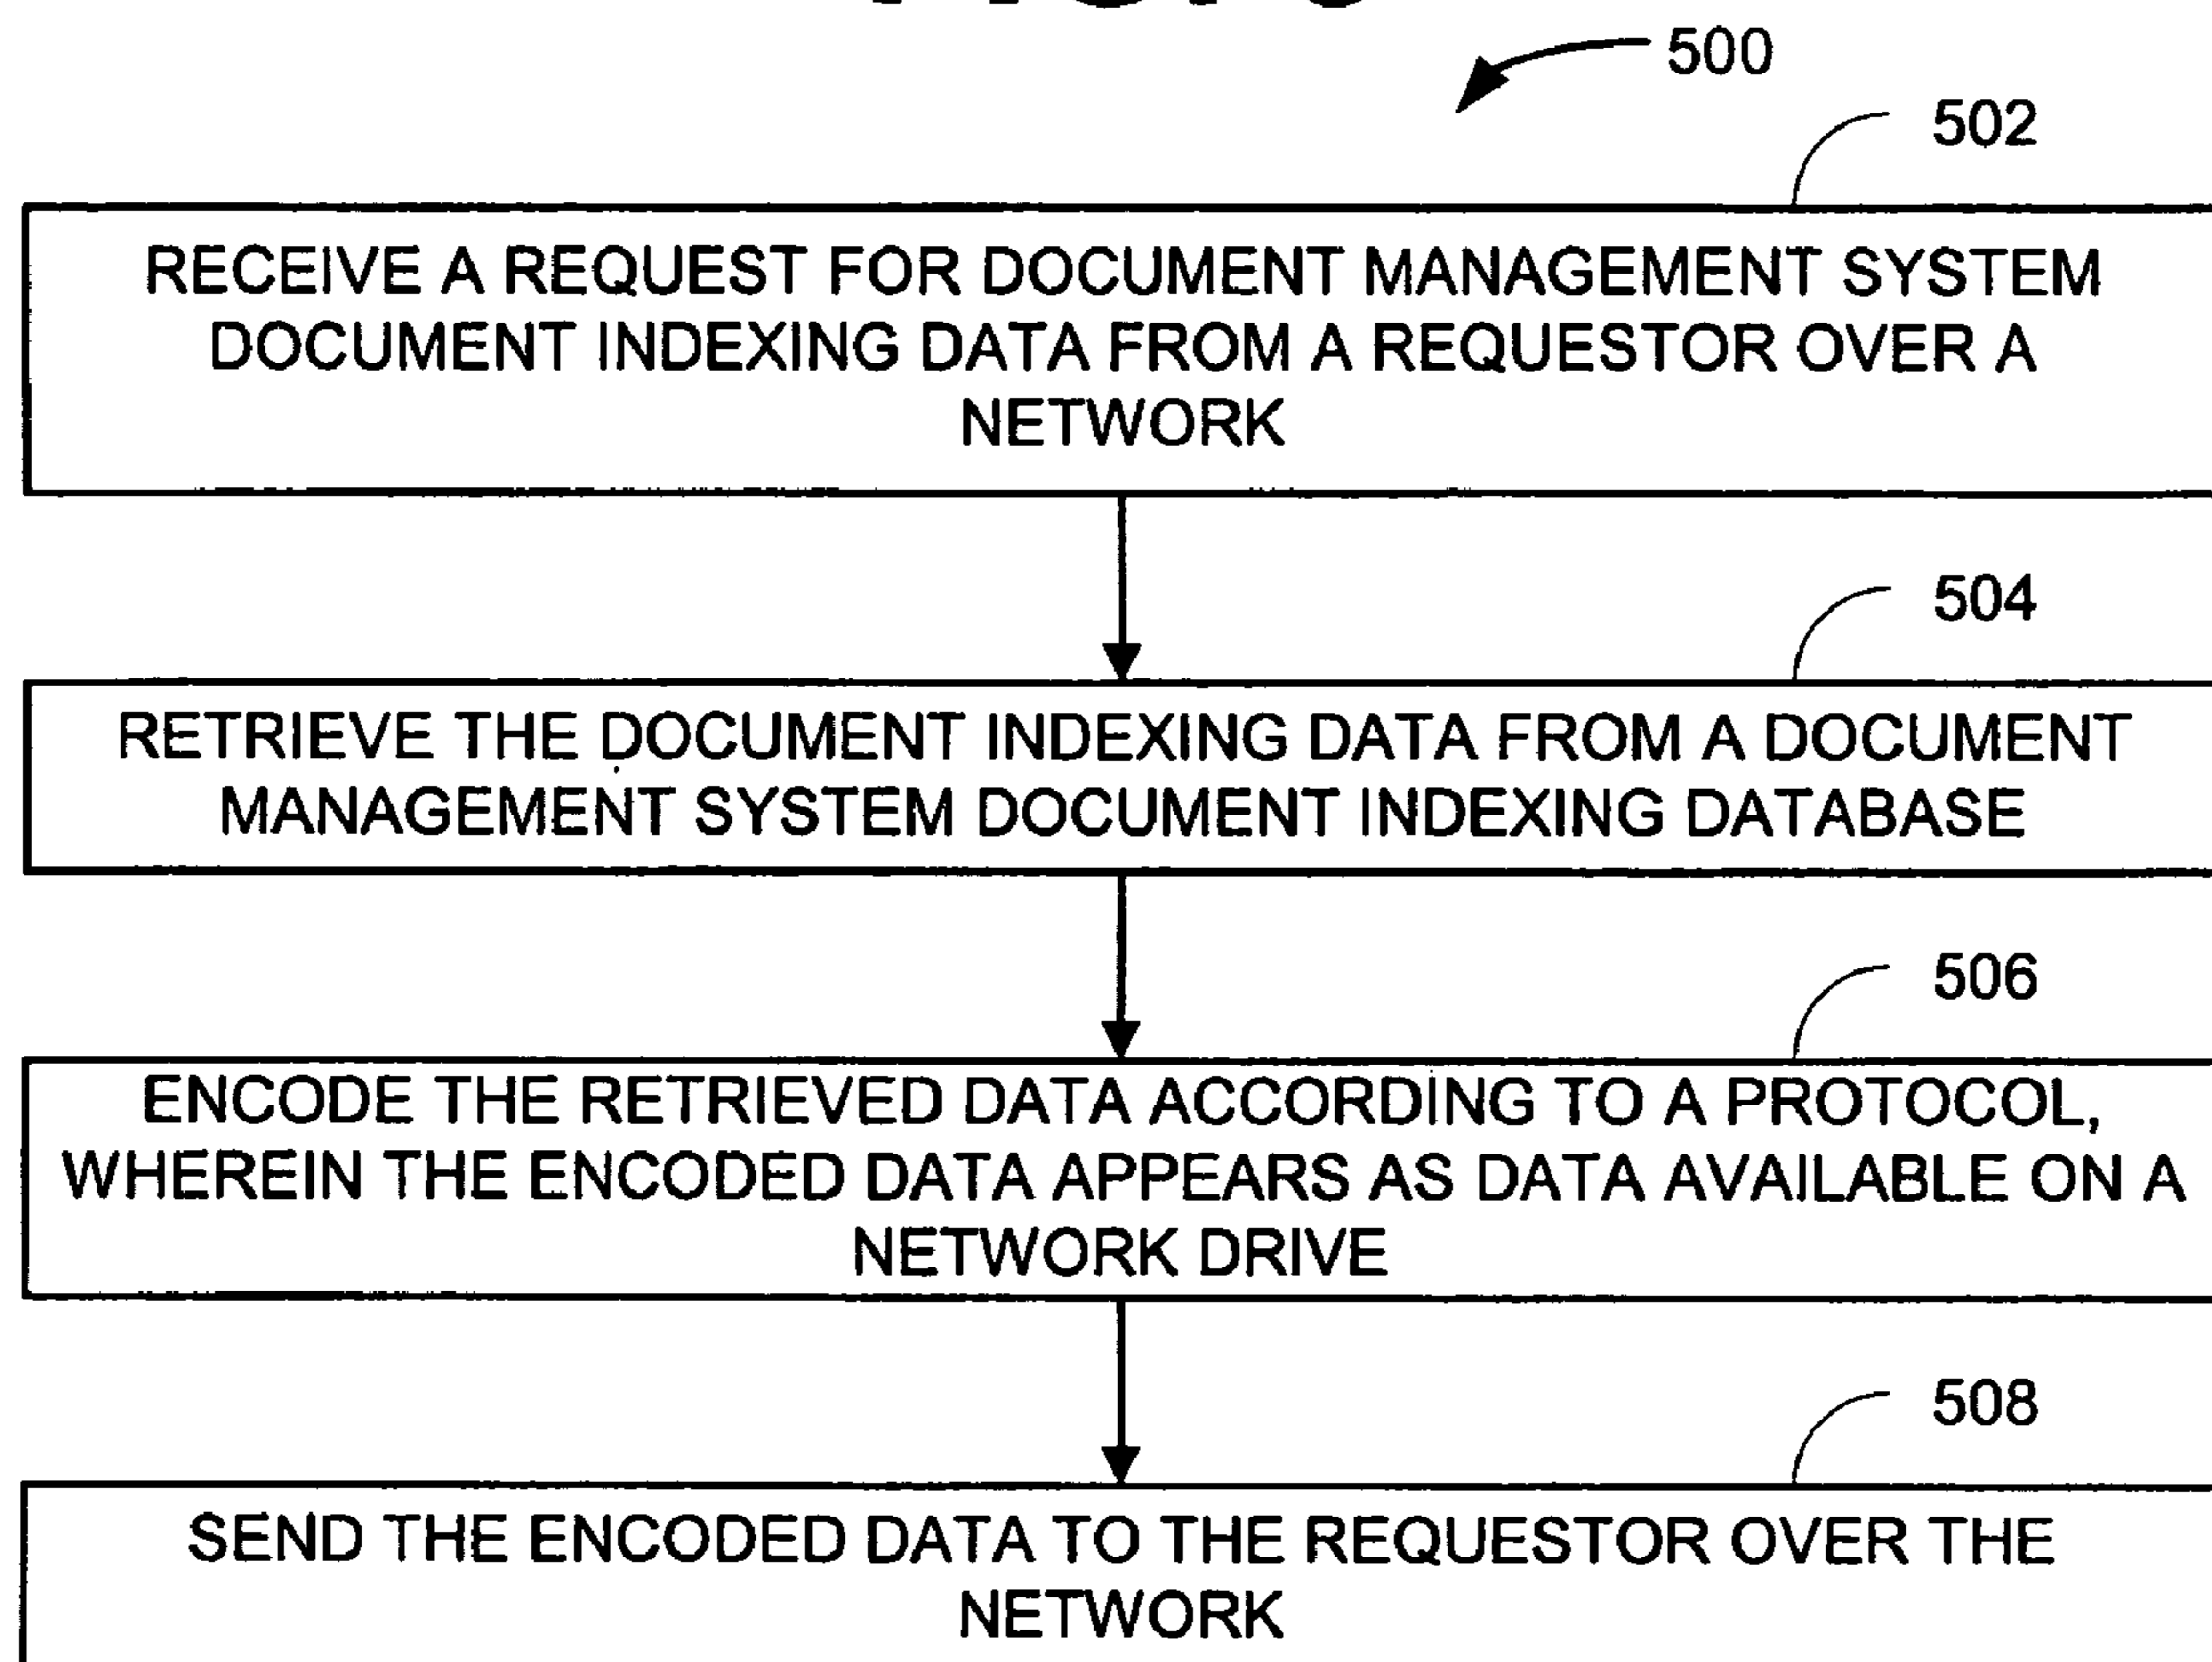 500
502
RECEIVE A REQUEST FOR DOCUMENT MANAGEMENT SYSTEM
DOCUMENT INDEXING DATA FROM A REQUESTOR OVER A
NETWORK
504
RETRIEVE THE DOCUMENT INDEXING DATA FROM A DOCUMENT
MANAGEMENT SYSTEM DOCUMENT INDEXING DATABASE
506
ENCODE THE RETRIEVED DATA ACCORDING TO A PROTOCOL,
WHEREIN THE ENCODED DATA APPEARS AS DATA AVAILABLE ON A
NETWORK DRIVE
508
SEND THE ENCODED DATA TO THE REQUESTOR OVER THE
NETWORK